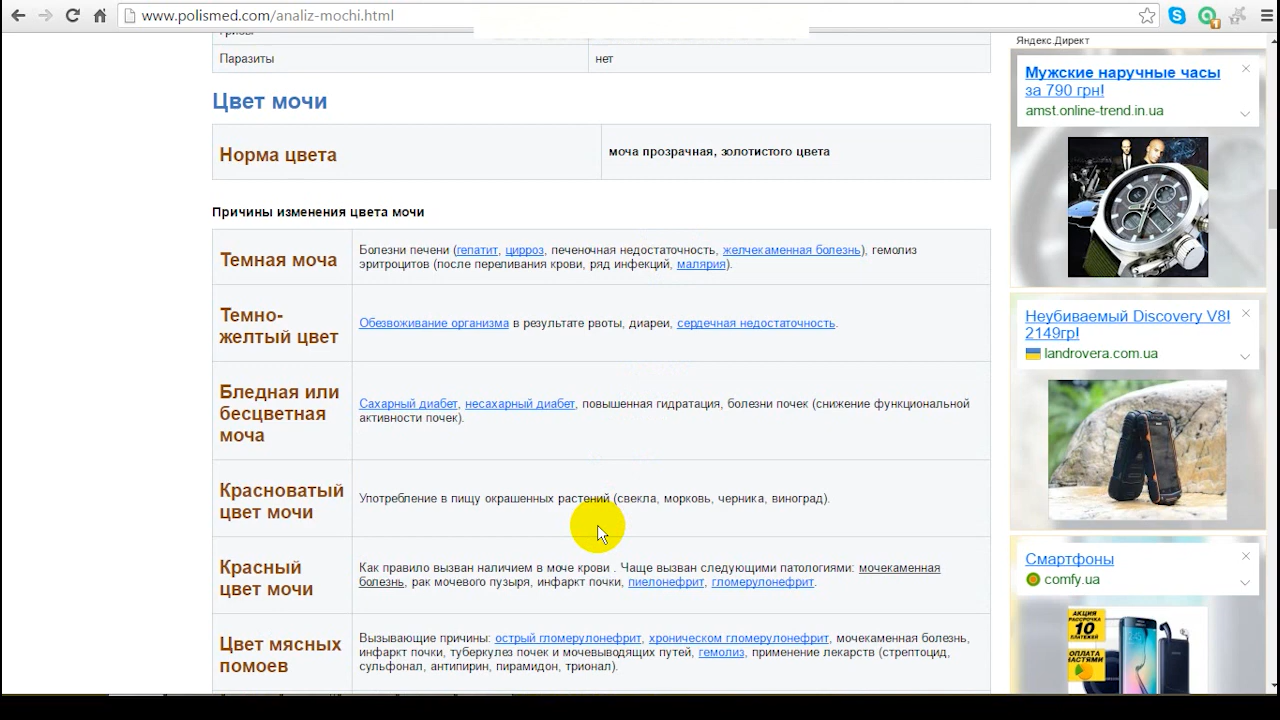 www.polismed.com/analiz-mochi.html
Паразиты
нет
Цвет мочи
Норма цвета
моча прозрачная, золотистого цвета
Причины изменения цвета мочи
Темная моча
Болезни печени (гепатит, цирроз, печеночная недостаточность, желчекаменная болезнь), гемолиз
эритроцитов (после переливания крови, ряд инфекций, малярия).
Темно-
желтый цвет
Обезвоживание организма в результате рвоты, диареи, сердечная недостаточность.
Бледная или
бесцветная
моча
Сахарный диабет, несахарный диабет, повышенная гидратация, болезни почек (снижение функциональной
активности почек).
Красноватый
цвет мочи
Употребление в пищу окрашенных растений (свекла, морковь, черника, виноград).
Красный
цвет мочи
Как правило вызван наличием в моче крови . Чаще вызван следующими патологиями: мочекаменная
болезнь, рак мочевого пузыря, инфаркт почки, пиелонефрит, гломерулонефрит.
Цвет мясных
помоев
Вызывающие причины: острый гломерулонефрит, хроническом гломерулонефрит, мочекаменная болезнь,
инфаркт почки, туберкулез почек и мочевыводящих путей, гемолиз, применение лекарств (стрептоцид,
сульфонал, антипирин, пирамидон, трионал).
Яндекс.Директ
Мужские наручные часы
за 790 грн!
amst.online-trend.in.ua
Неубиваемый Discovery V8!
2149гр!
landrovera.com.ua
Смартфоны
comfy.ua
АКЦИЯ
РАССРОЧКА
10
ПЛАТЕЖЕЙ
ОПЛАТА
ЧАСТЯМИ